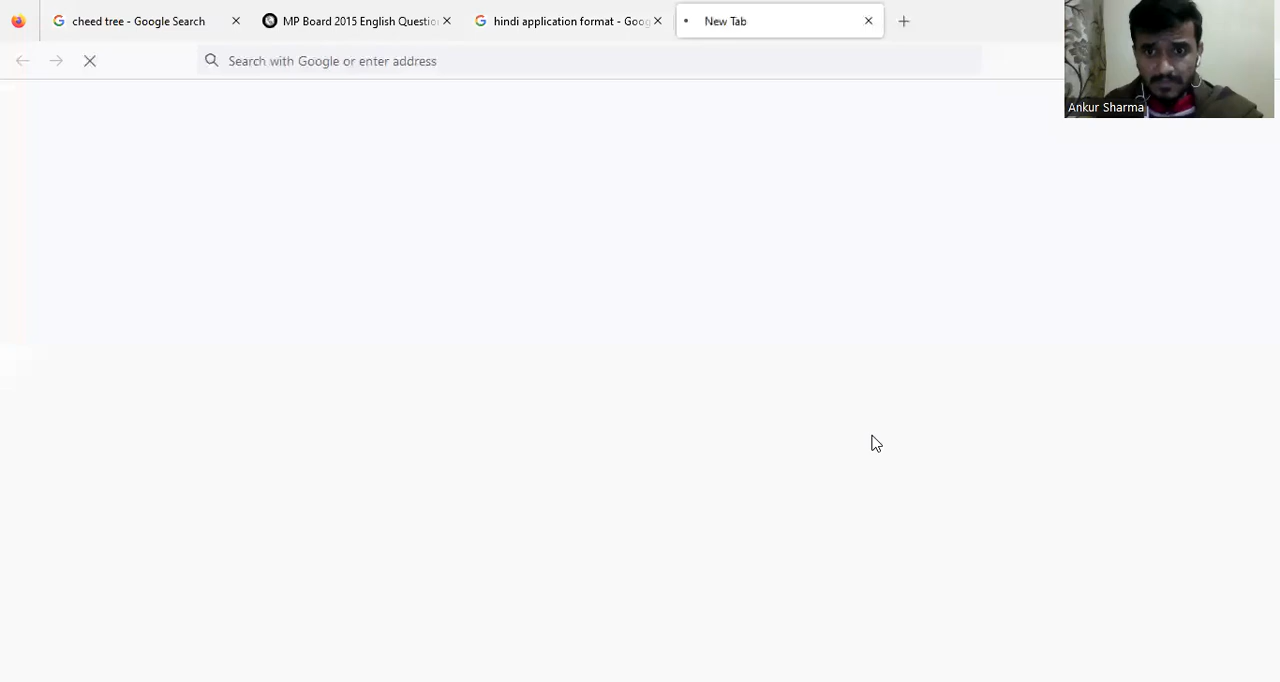 cheed tree - Google Search
MP Board 2015 English Questio
hindi application format - Goog
New Tab
Search with Google or enter address
Ankur Sharma